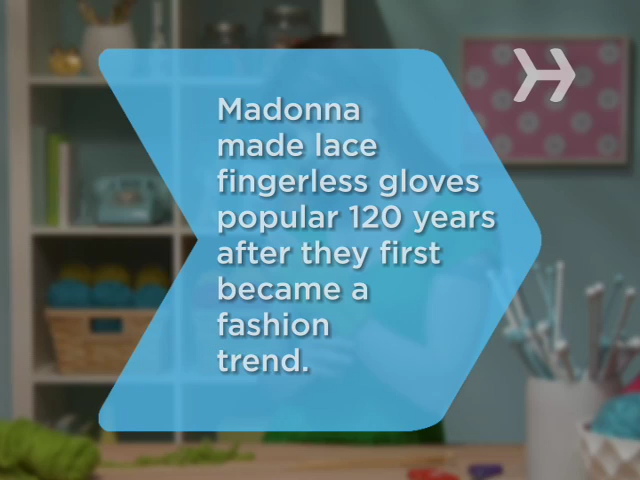 Madonna
made lace
fingerless gloves
popular 120 years
after they first
became a
fashion
trend.